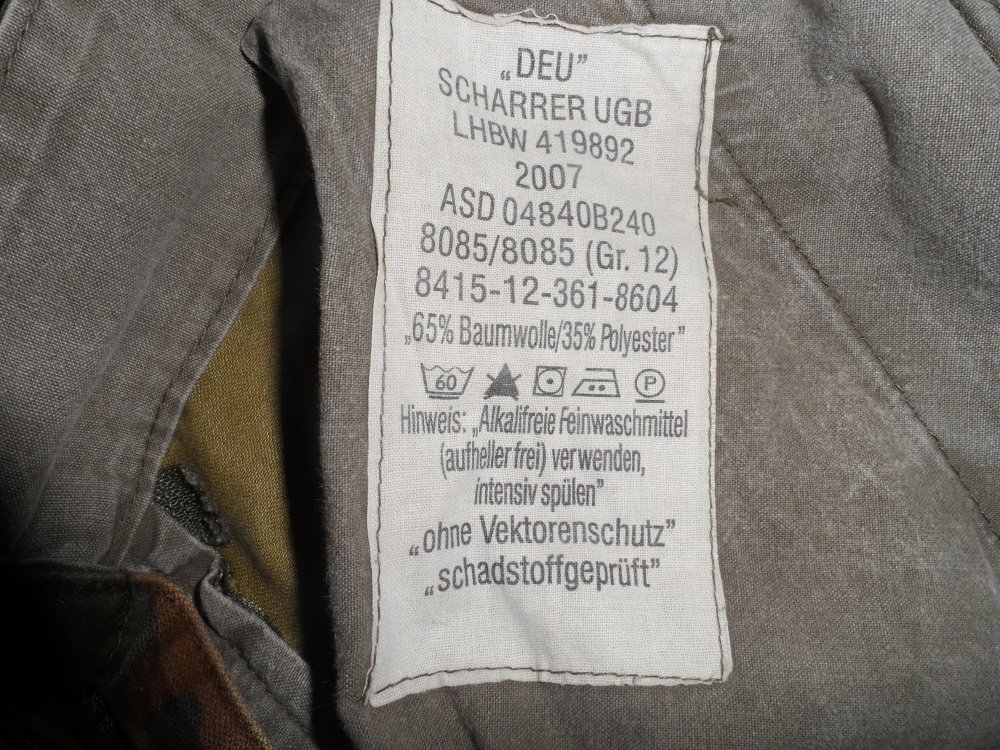 „DEU”
SCHARRER UGB
LHBW 419892
2007
ASD 04840B240
8085/8085 (Gr. 12)
8415-12-361-8604
„65% Baumwolle/35% Polyester”
60 P
Hinweis: „Alkalifreie Feinwaschmittel
(aufheller frei) verwenden,
intensiv spülen”
„ohne Vektorenschutz”
„schadstoffgeprüft”